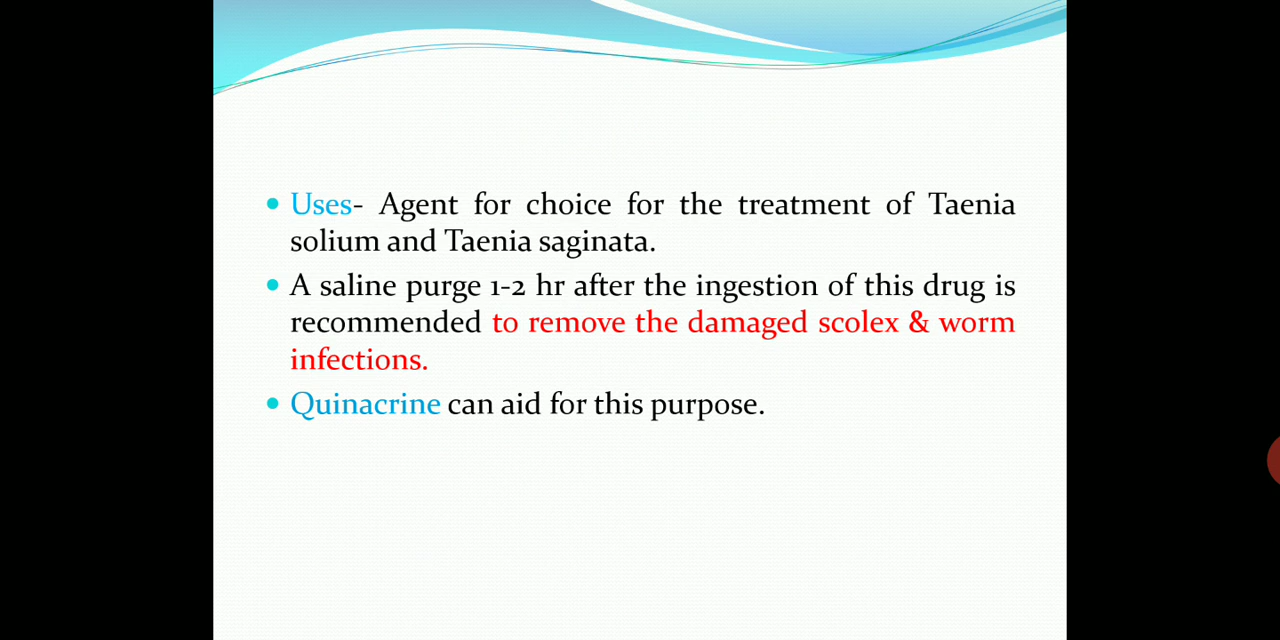 Uses- Agent for choice for the treatment of Taenia
solium and Taenia saginata.
A saline purge 1-2 hr after the ingestion of this drug is
recommended to remove the damaged scolex & worm
infections.
Quinacrine can aid for this purpose.